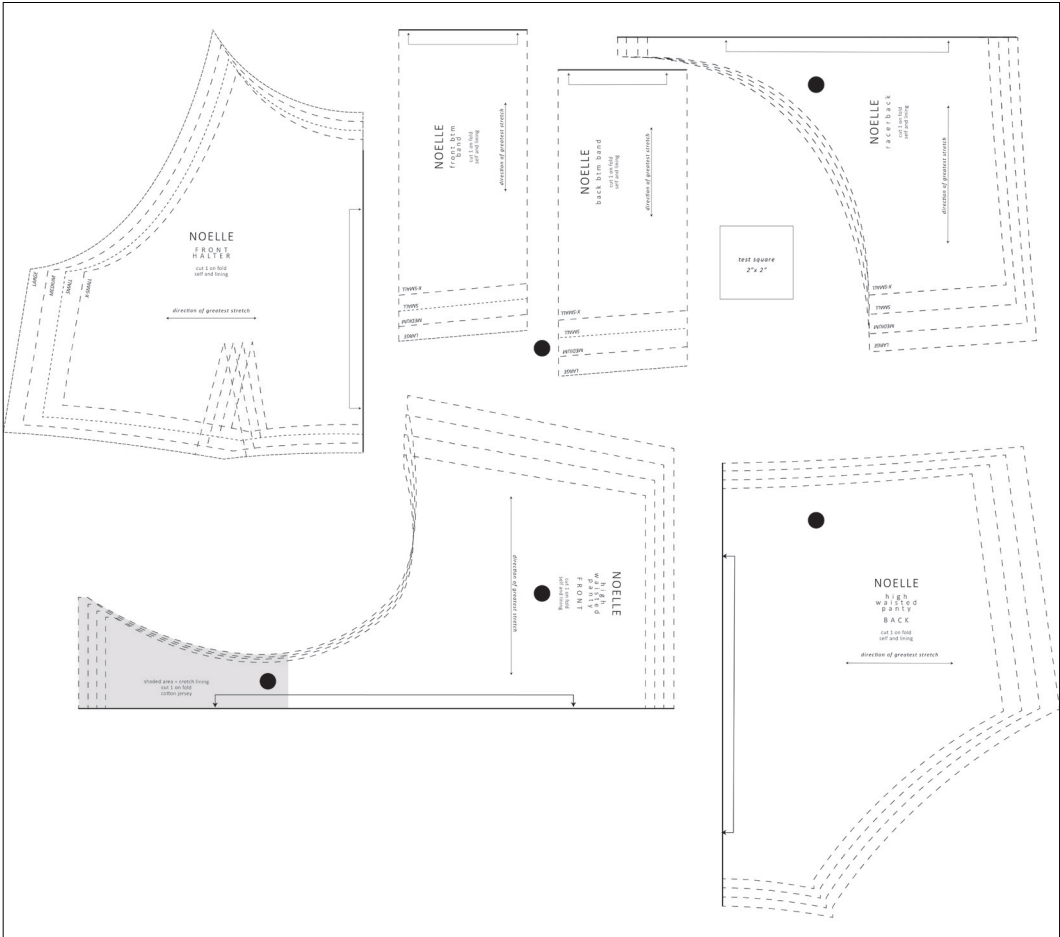 NOELLE
FRONT
HALTER
cut 1 on fold
self and lining
direction of greatest stretch
LARGE
MEDIUM
SMALL
X-SMALL
NOELLE
front btm
band
cut 1 on fold
self and lining
direction of greatest stretch
X-SMALL
SMALL
MEDIUM
LARGE
NOELLE
back btm band
cut 1 on fold
self and lining
direction of greatest stretch
X-SMALL
SMALL
MEDIUM
LARGE
NOELLE
racerback
cut 1 on fold
self and lining
direction of greatest stretch
X-SMALL
SMALL
MEDIUM
LARGE
test square
2"x 2"
NOELLE
high
waisted
panty
FRONT
cut 1 on fold
self and lining
direction of greatest stretch
shaded area = crotch lining
cut 1 on fold
cotton jersey
NOELLE
high
waisted
panty
BACK
cut 1 on fold
self and lining
direction of greatest stretch